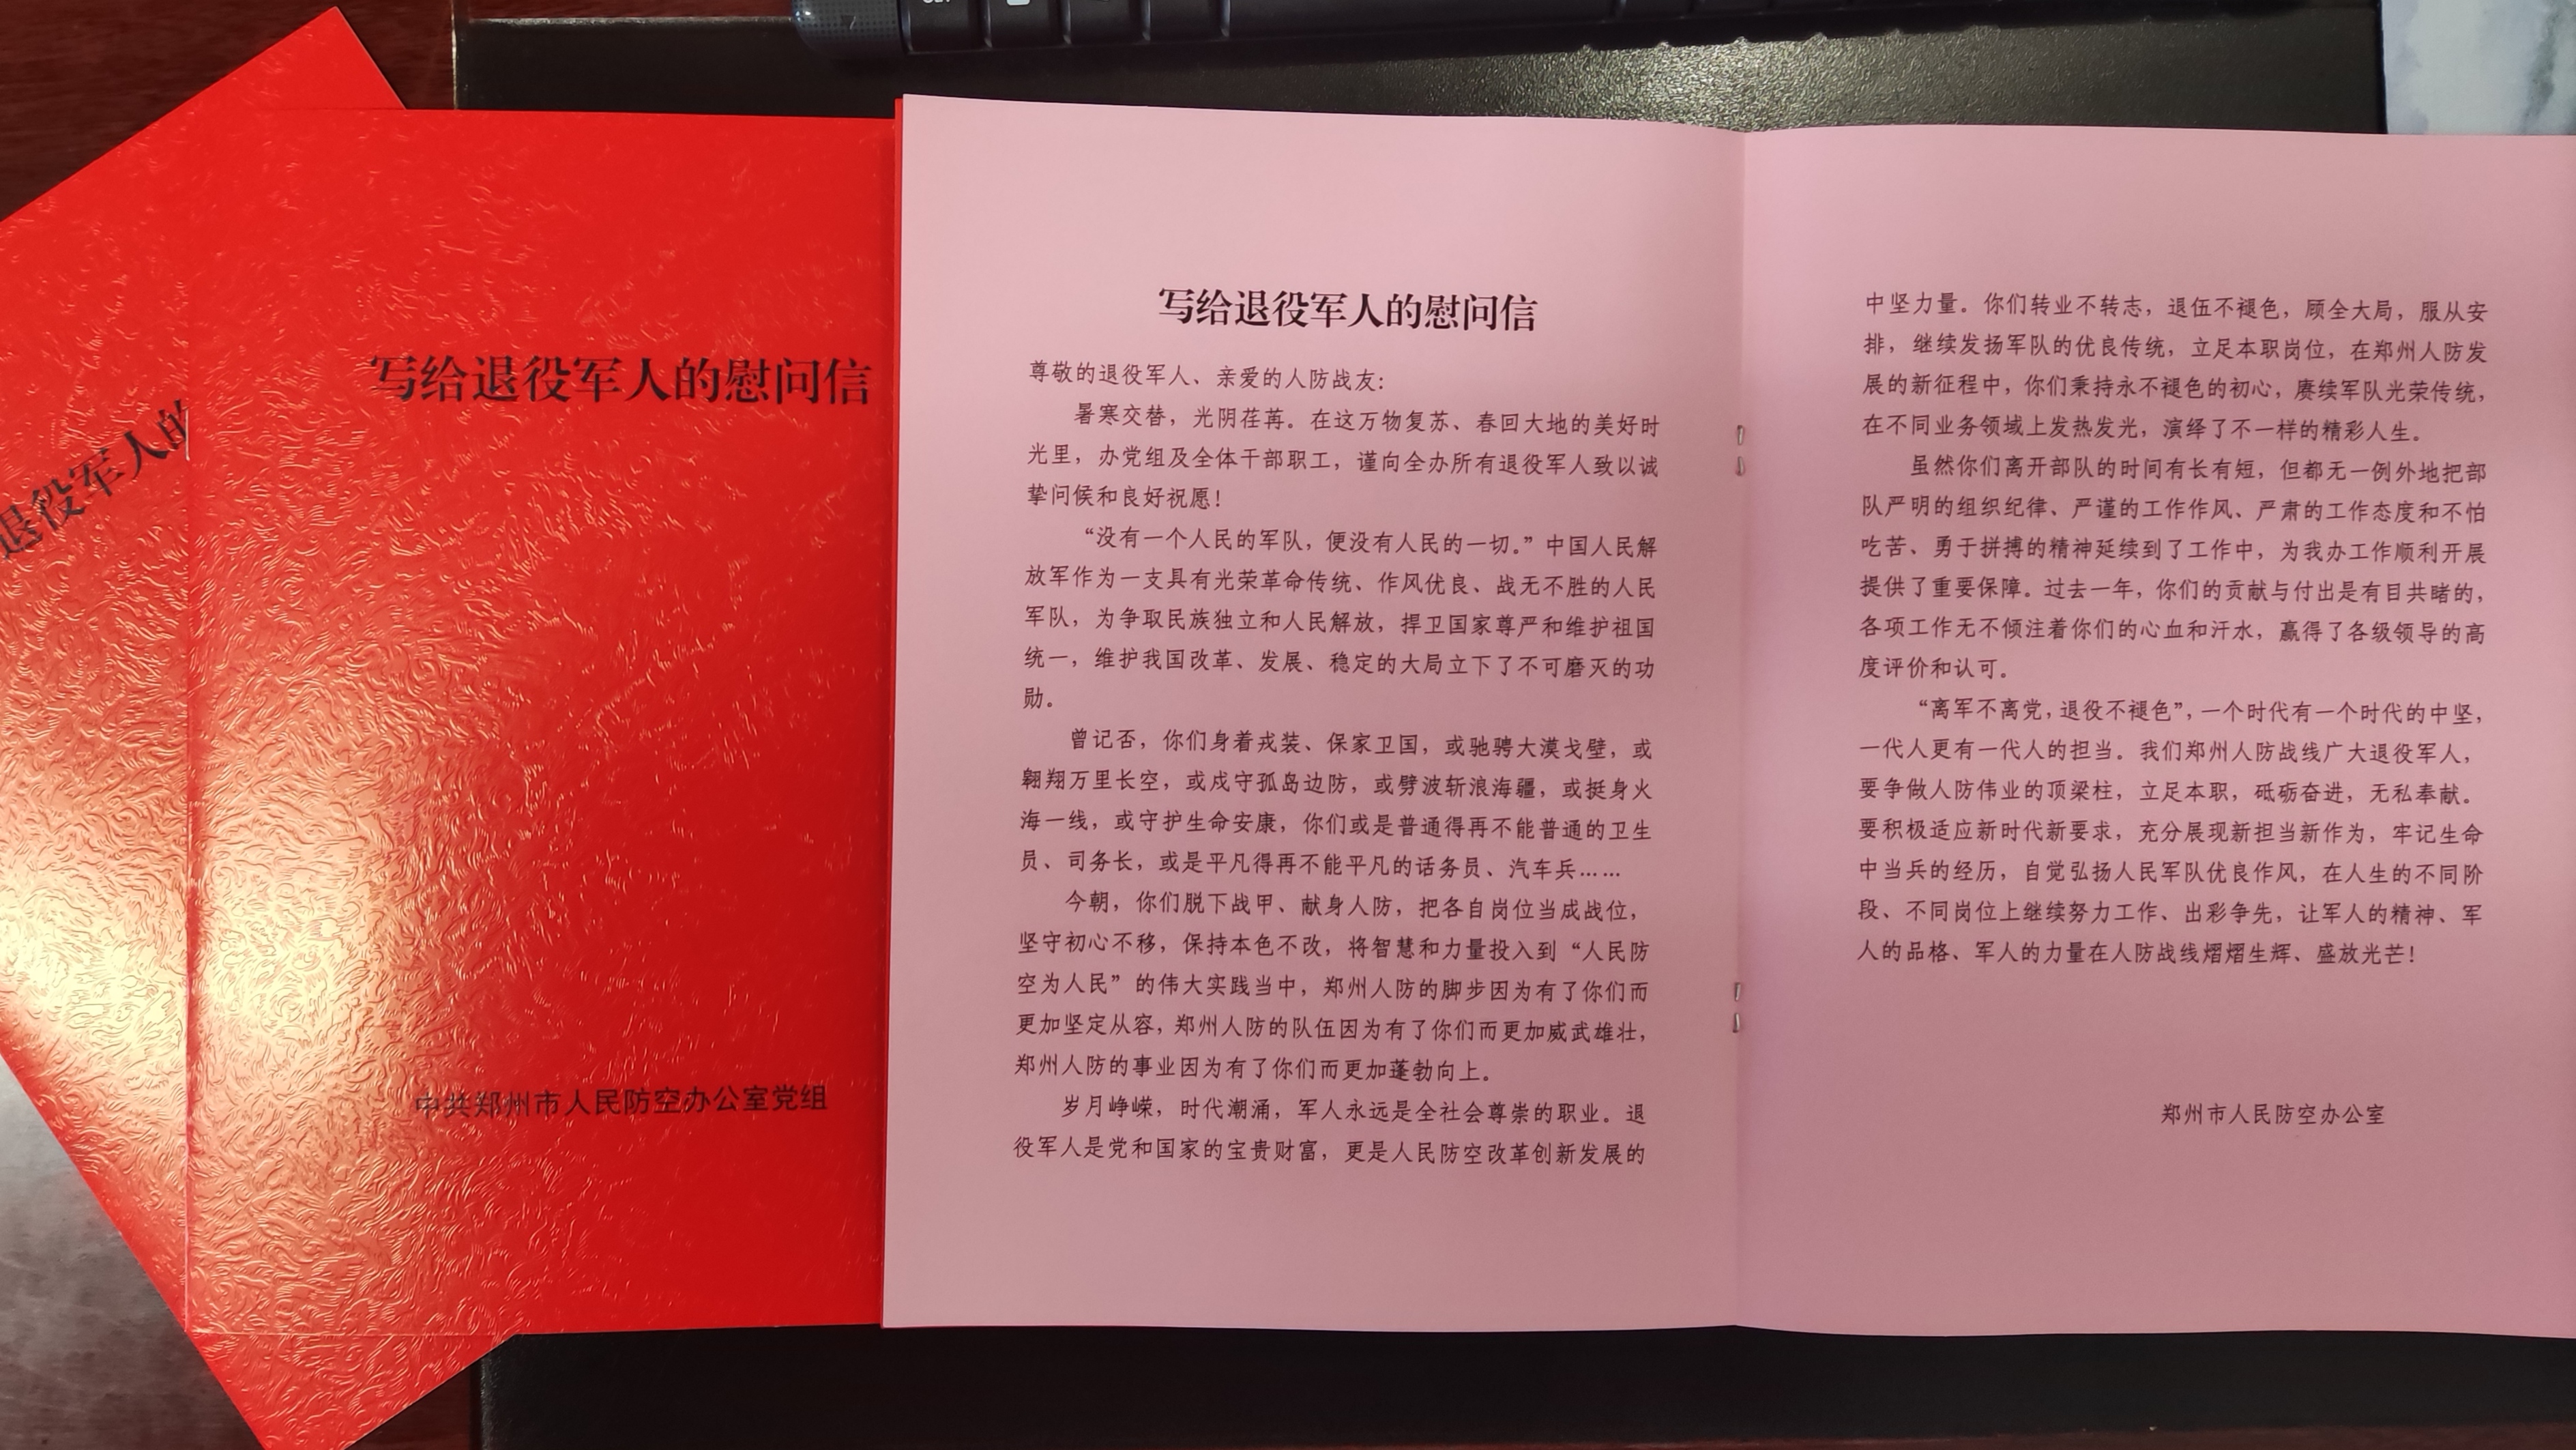 退役军人的
写给退役军人的慰问信
中共郑州市人民防空办公室党组
写给退役军人的慰问信
尊敬的退役军人、亲爱的人防战友：
暑寒交替，光阴荏苒。在这万物复苏、春回大地的美好时
光里，办党组及全体干部职工，谨向全办所有退役军人致以诚
挚问候和良好祝愿！
“没有一个人民的军队，便没有人民的一切。”中国人民解
放军作为一支具有光荣革命传统、作风优良、战无不胜的人民
军队，为争取民族独立和人民解放，捍卫国家尊严和维护祖国
统一，维护我国改革、发展、稳定的大局立下了不可磨灭的功
勋。
曾记否，你们身着戎装、保家卫国，或驰骋大漠戈壁，或
翱翔万里长空，或戍守孤岛边防，或劈波斩浪海疆，或挺身火
海一线，或守护生命安康，你们或是普通得再不能普通的卫生
员、司务长，或是平凡得再不能平凡的话务员、汽车兵……
今朝，你们脱下战甲、献身人防，把各自岗位当成战位，
坚守初心不移，保持本色不改，将智慧和力量投入到“人民防
空为人民”的伟大实践当中，郑州人防的脚步因为有了你们而
更加坚定从容，郑州人防的队伍因为有了你们而更加威武雄壮，
郑州人防的事业因为有了你们而更加蓬勃向上。
岁月峥嵘，时代潮涌，军人永远是全社会尊崇的职业。退
役军人是党和国家的宝贵财富，更是人民防空改革创新发展的
中坚力量。你们转业不转志，退伍不褪色，顾全大局，服从安
排，继续发扬军队的优良传统，立足本职岗位，在郑州人防发
展的新征程中，你们秉持永不褪色的初心，赓续军队光荣传统，
在不同业务领域上发热发光，演绎了不一样的精彩人生。
虽然你们离开部队的时间有长有短，但都无一例外地把部
队严明的组织纪律、严谨的工作作风、严肃的工作态度和不怕
吃苦、勇于拼搏的精神延续到了工作中，为我办工作顺利开展
提供了重要保障。过去一年，你们的贡献与付出是有目共睹的，
各项工作无不倾注着你们的心血和汗水，赢得了各级领导的高
度评价和认可。
“离军不离党，退役不褪色”，一个时代有一个时代的中坚，
一代人更有一代人的担当。我们郑州人防战线广大退役军人，
要争做人防伟业的顶梁柱，立足本职，砥砺奋进，无私奉献。
要积极适应新时代新要求，充分展现新担当新作为，牢记生命
中当兵的经历，自觉弘扬人民军队优良作风，在人生的不同阶
段、不同岗位上继续努力工作、出彩争先，让军人的精神、军
人的品格、军人的力量在人防战线熠熠生辉、盛放光芒！
郑州市人民防空办公室